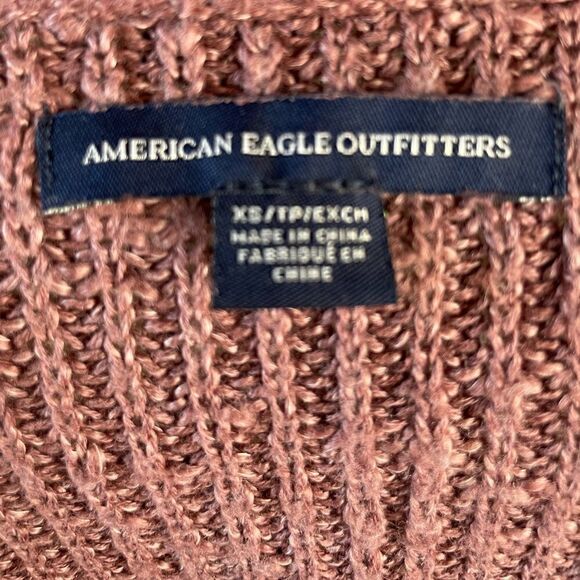 AMERICAN EAGLE OUTFITTERS
XS/TP/EXCH
MADE IN CHINA
FABRIQUÉ EN
CHINE